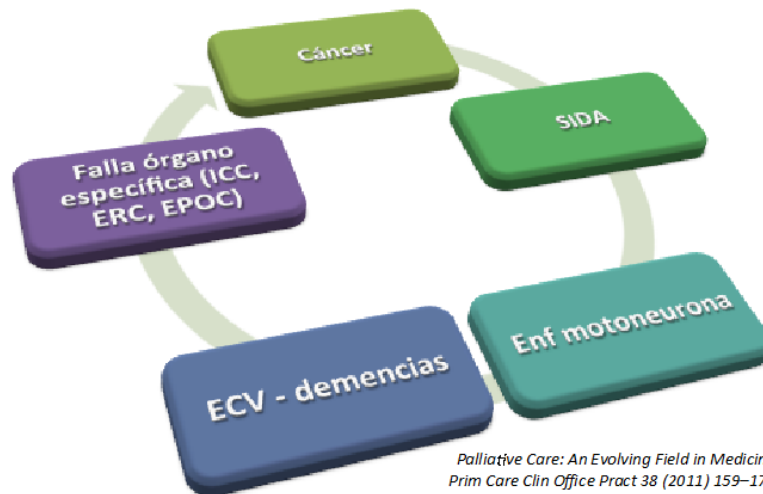 Cáncer
SIDA
Enf motoneurona
ECV - demencias
Falla órgano
específica (ICC,
ERC, EPOC)
Palliative Care: An Evolving Field in Medicin
Prim Care Clin Office Pract 38 (2011) 159–17